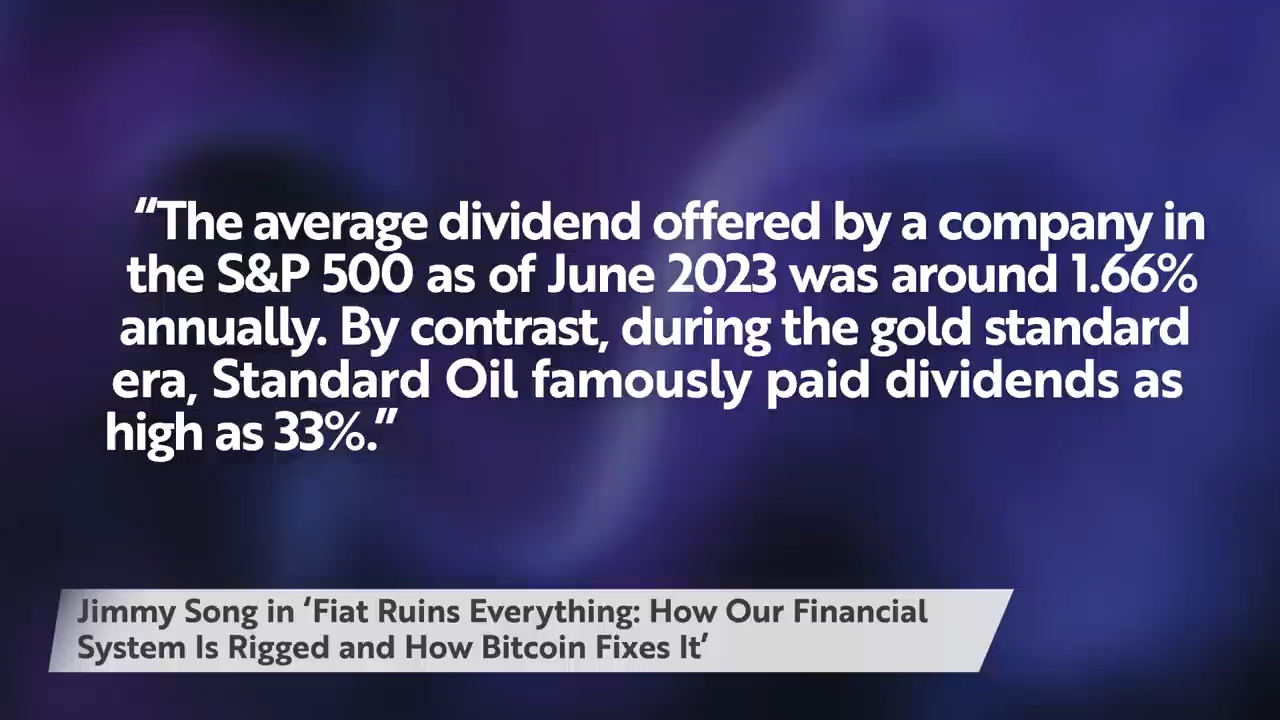 “The average dividend offered by a company in
the S&P 500 as of June 2023 was around 1.66%
annually. By contrast, during the gold standard
era, Standard Oil famously paid dividends as
high as 33%.”
Jimmy Song in ‘Fiat Ruins Everything: How Our Financial
System Is Rigged and How Bitcoin Fixes It’